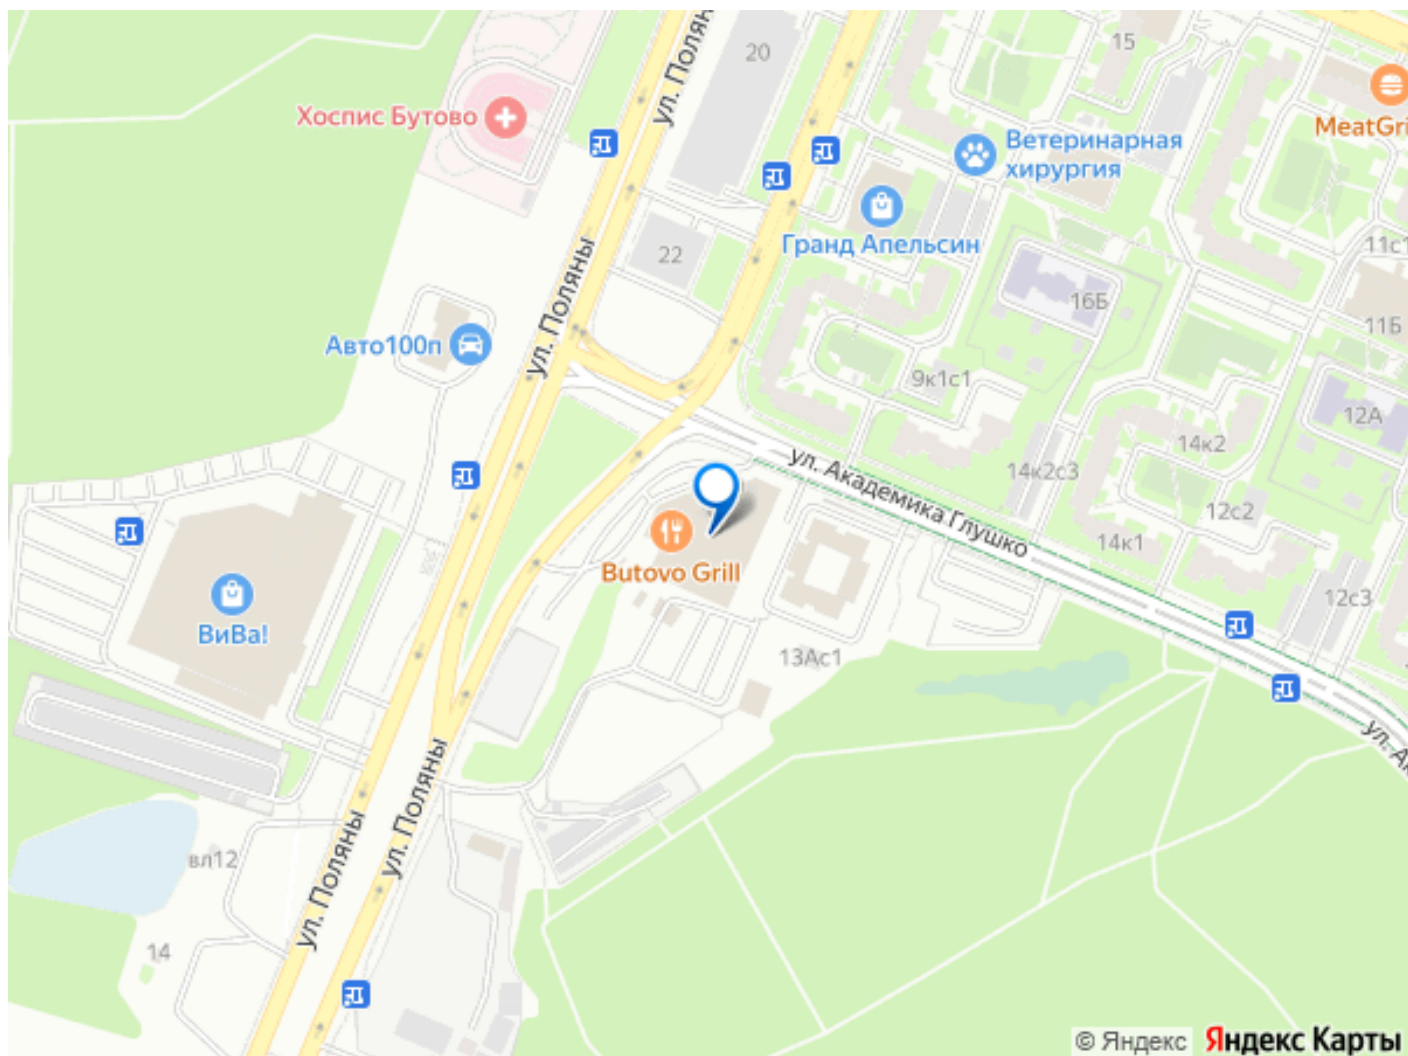 15
20
ул. Поляны
MeatGri
Хоспис Бутово
Ветеринарная
хирургия
Гранд Апельсин
11с1
22
16Б
ул. Поляны
11Б
Авто100п
9к1с1
12А
14к2
ул. Академика Глушко
14к2с3
12с2
14к1
Butovo Grill
12с3
ВиВа!
13Ас1
ул. Ак
ул. Поляны
ул. Поляны
вл12
14
© Яндекс Яндекс Карты